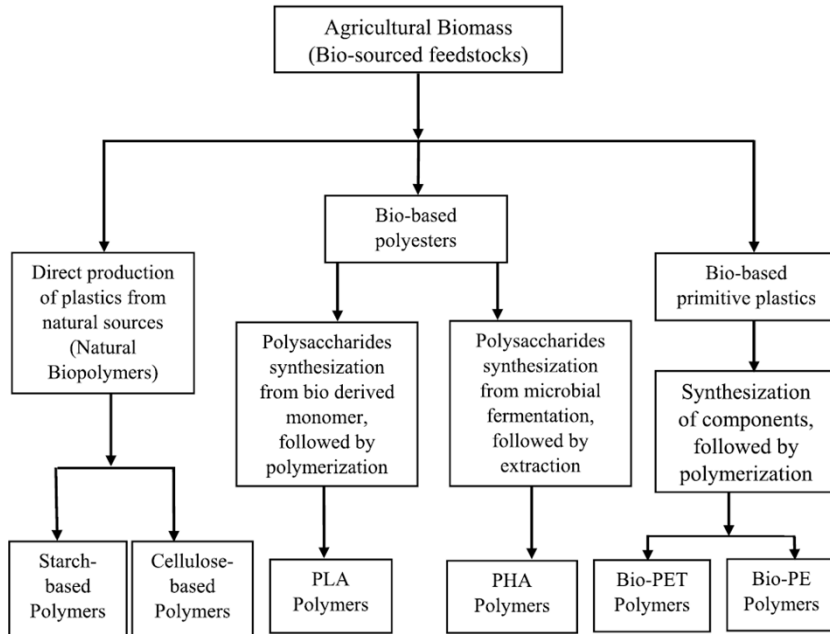 Agricultural Biomass
(Bio-sourced feedstocks)
Bio-based
polyesters
Direct production
of plastics from
natural sources
(Natural
Biopolymers)
Bio-based
primitive plastics
Polysaccharides
synthesization
from bio derived
monomer,
followed by
polymerization
Polysaccharides
synthesization
from microbial
fermentation,
followed by
extraction
Synthesization
of components,
followed by
polymerization
Starch-
based
Polymers
Cellulose-
based
Polymers
PLA
Polymers
PHA
Polymers
Bio-PET
Polymers
Bio-PE
Polymers